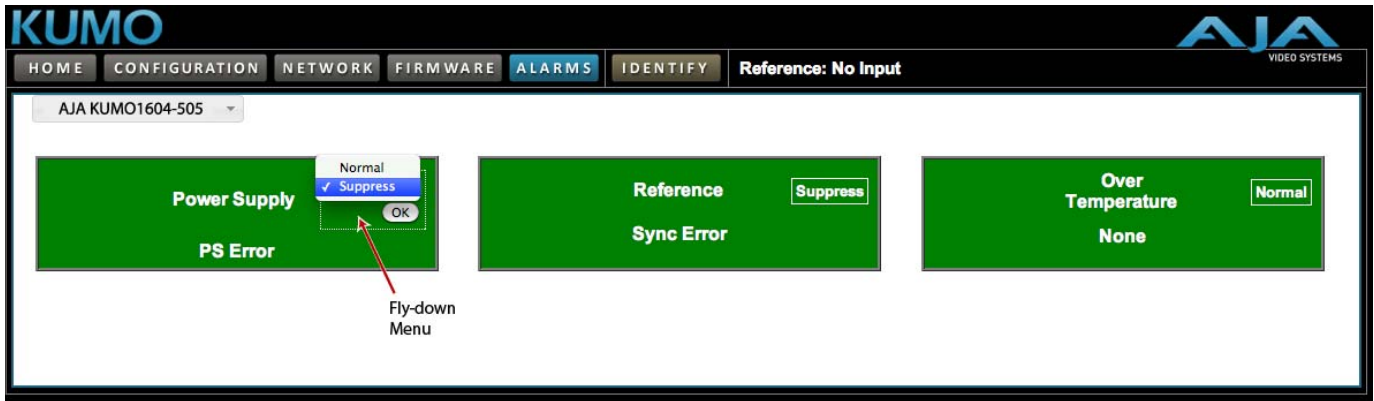 KUMO
AJA
VIDEO SYSTEMS
HOME CONFIGURATION NETWORK FIRMWARE ALARMS IDENTIFY Reference: No Input
AJA KUMO1604-505
Normal
✓ Suppress
Power Supply
OK
PS Error
Reference
Suppress
Sync Error
Over
Temperature
Normal
None
Fly-down
Menu